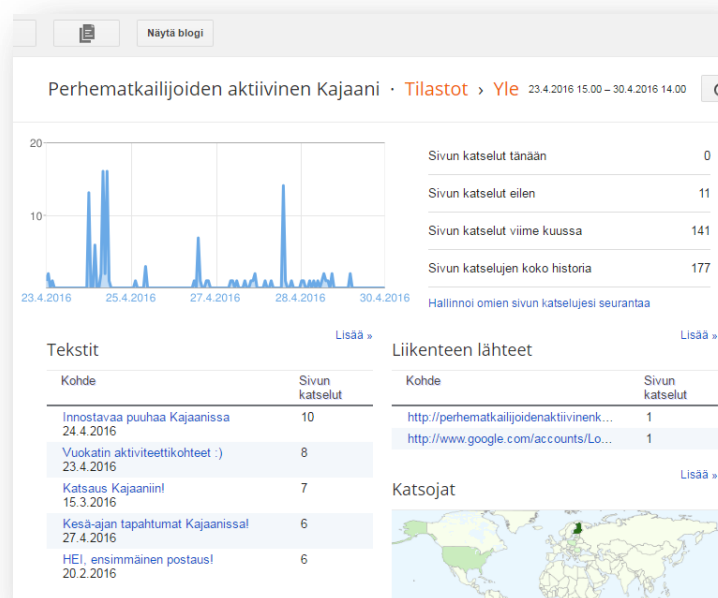 Näytä blogi
Perhematkailijoiden aktiivinen Kajaani · Tilastot › Yle 23.4.2016 15.00 – 30.4.2016 14.00
20
10
23.4.2016 25.4.2016 27.4.2016 28.4.2016 30.4.2016
Sivun katselut tänään 0
Sivun katselut eilen 11
Sivun katselut viime kuussa 141
Sivun katselujen koko historia 177
Hallinnoi omien sivun katselujesi seurantaa
Lisää »
Tekstit
Kohde Sivun katselut
Innostavaa puuhaa Kajaanissa 10
24.4.2016
Vuokatin aktiviteettikohteet :) 8
23.4.2016
Katsaus Kajaaniin! 7
15.3.2016
Kesä-ajan tapahtumat Kajaanissa! 6
27.4.2016
HEI, ensimmäinen postaus! 6
20.2.2016
Lisää »
Liikenteen lähteet
Kohde Sivun katselut
http://perhematkailijoidenaktiivinenk... 1
http://www.google.com/accounts/Lo... 1
Lisää »
Katsojat